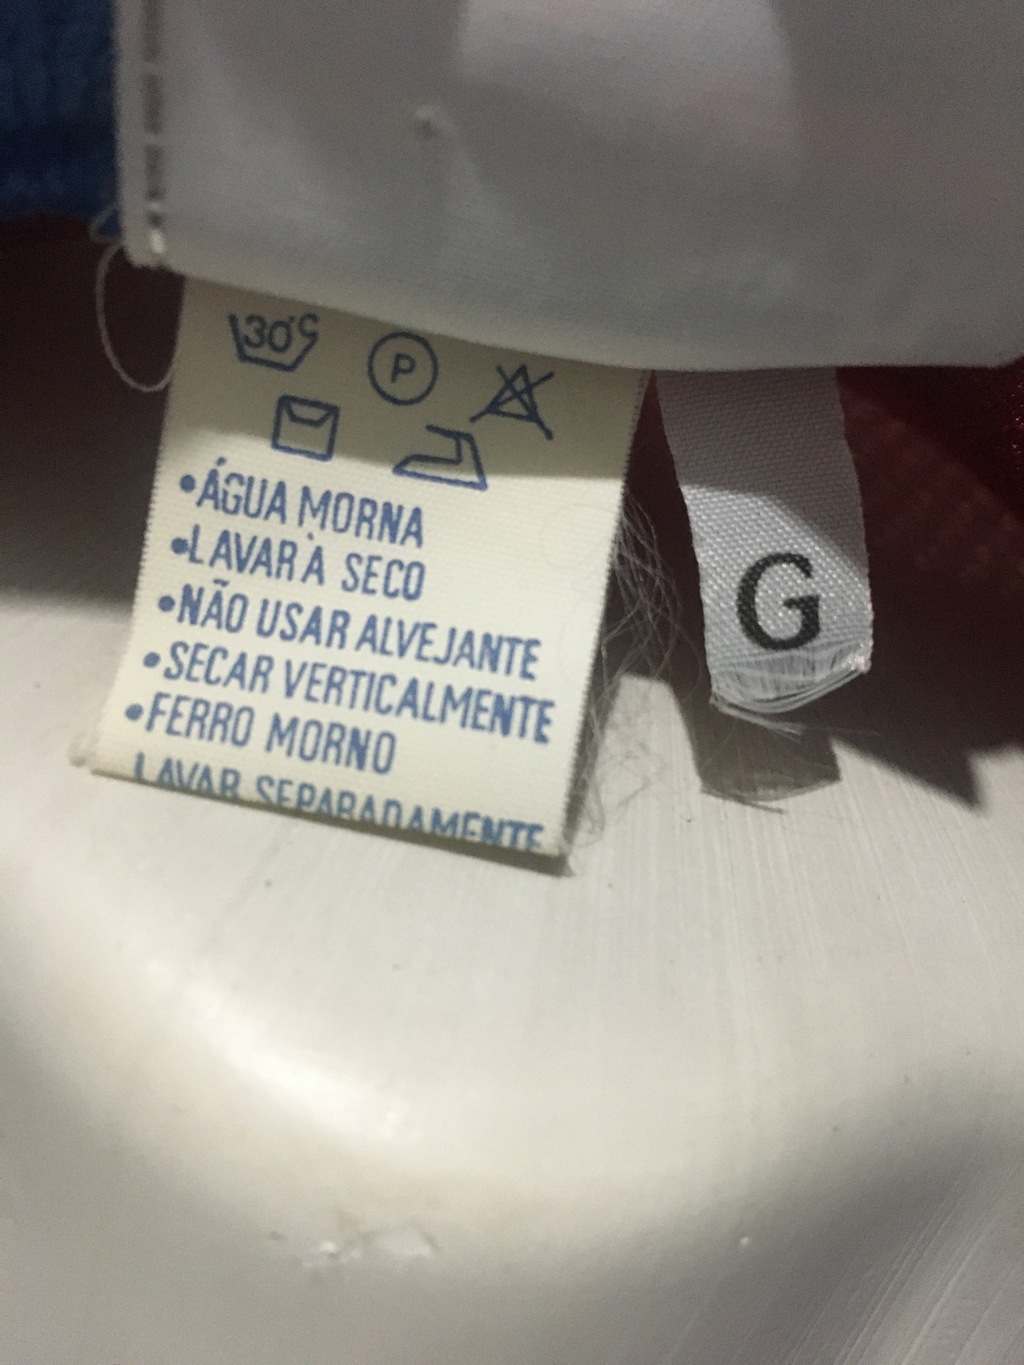 30°C
P
•ÁGUA MORNA
•LAVAR À SECO
•NÃO USAR ALVEJANTE
•SECAR VERTICALMENTE
•FERRO MORNO
LAVAR SEPARADAMENTE
G